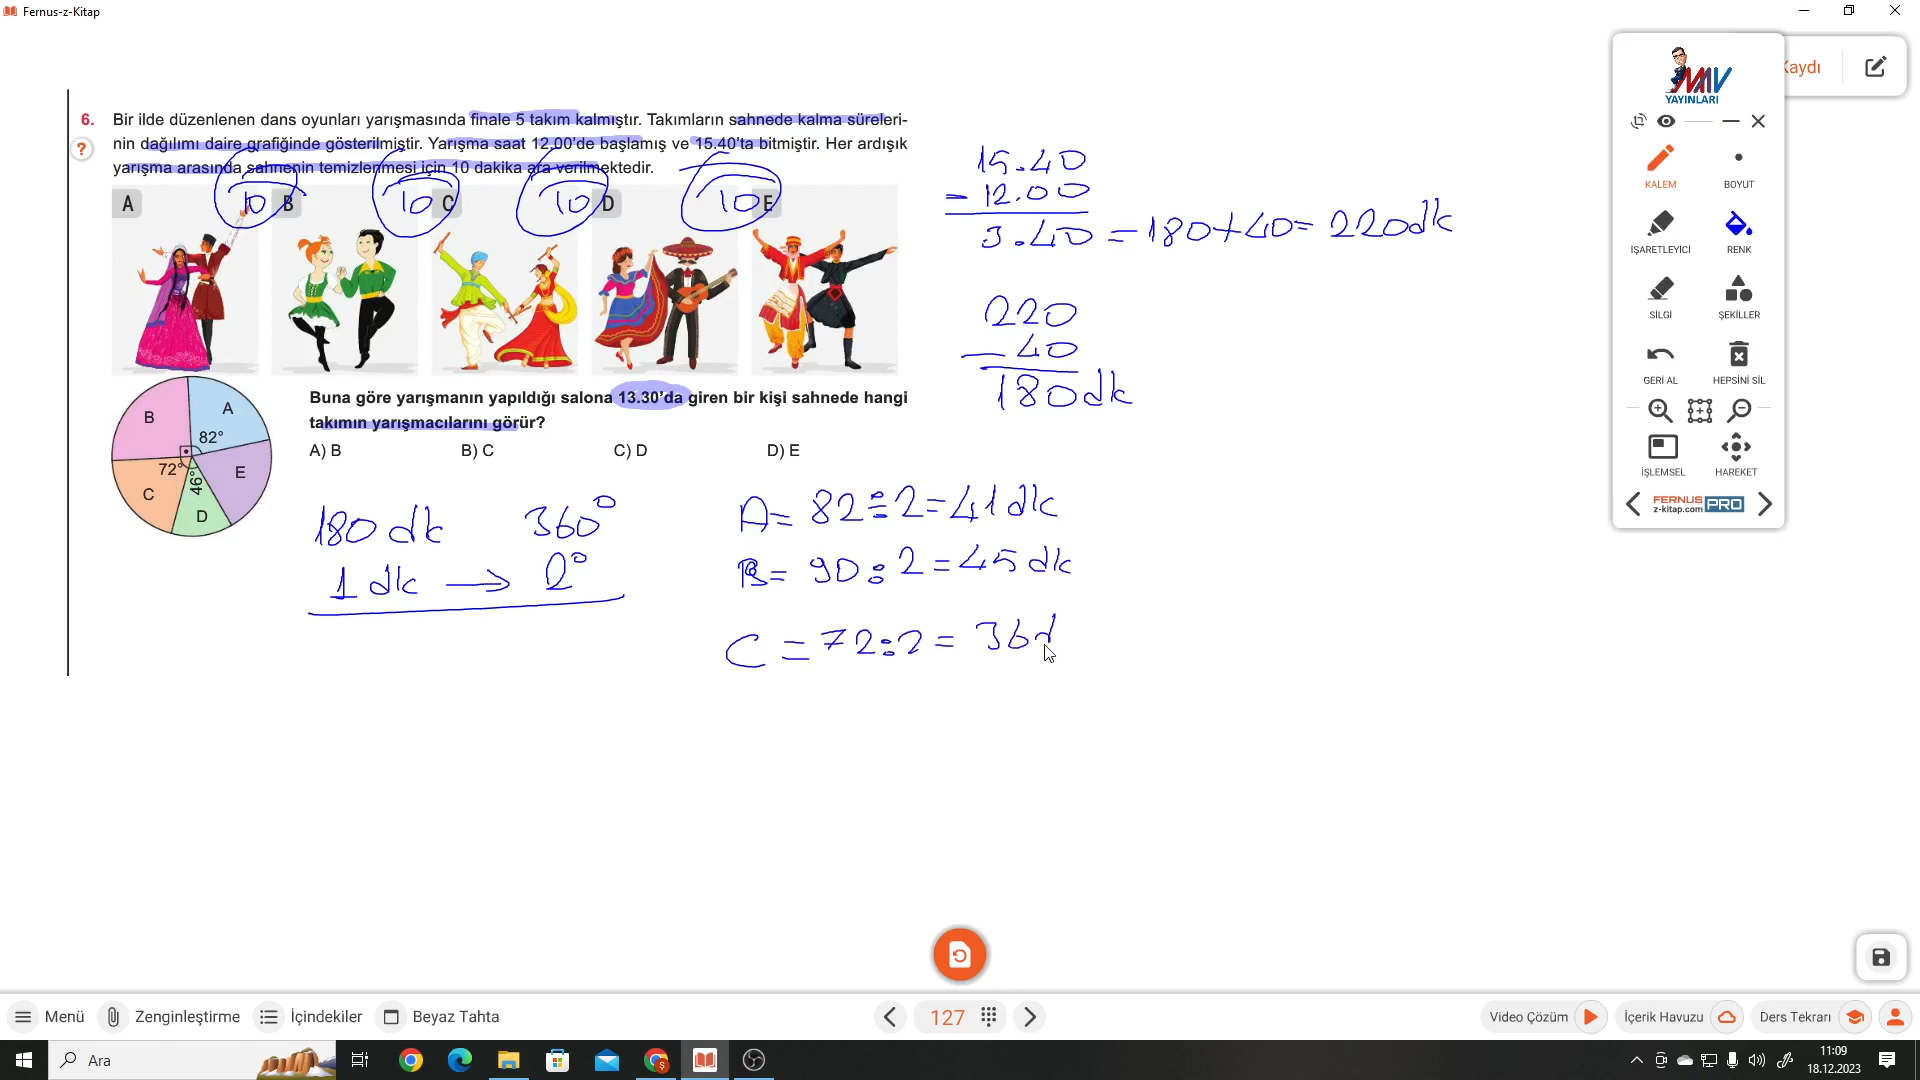 Fernus-z-Kitap
6. Bir ilde düzenlenen dans oyunları yarışmasında finale 5 takım kalmıştır. Takımların sahnede kalma süreleri-
nin dağılımı daire grafiğinde gösterilmiştir. Yarışma saat 12.00'de başlamış ve 15.40'ta bitmiştir. Her ardışık
yarışma arasında sahnenin temizlenmesi için 10 dakika ara verilmektedir.
?
A 10 B 10 C 10 D 10 E
Buna göre yarışmanın yapıldığı salona 13.30'da giren bir kişi sahnede hangi
takımın yarışmacılarını görür?
A) B B) C C) D D) E
B A
82°
72° E
46°
C
D
15.40
- 12.00
3.40 = 180+40= 220dk
220
- 40
180dk
180 dk 360°
1 dk → 2°
A= 82÷2=41dk
B= 90:2=45dk
C=72:2= 36d
MAV
YAYINLARI
Kaydı
KALEM BOYUT
İŞARETLEYİCİ RENK
SİLGİ ŞEKİLLER
GERİ AL HEPSİNİ SİL
İŞLEMSEL HAREKET
FERNUS
z-kitap.com PRO
Menü Zenginleştirme İçindekiler Beyaz Tahta 127 Video Çözüm İçerik Havuzu Ders Tekrarı
Ara
11:09
18.12.2023